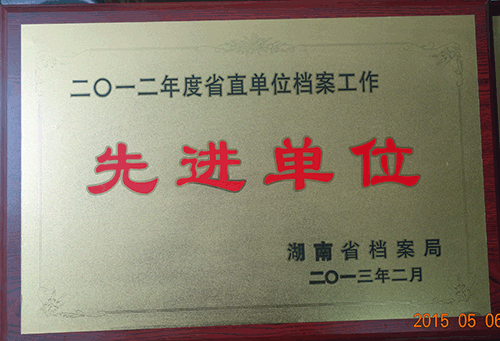 二〇一二年度省直单位档案工作
先进单位
湖南省档案局
二〇一三年二月
2015 05 06